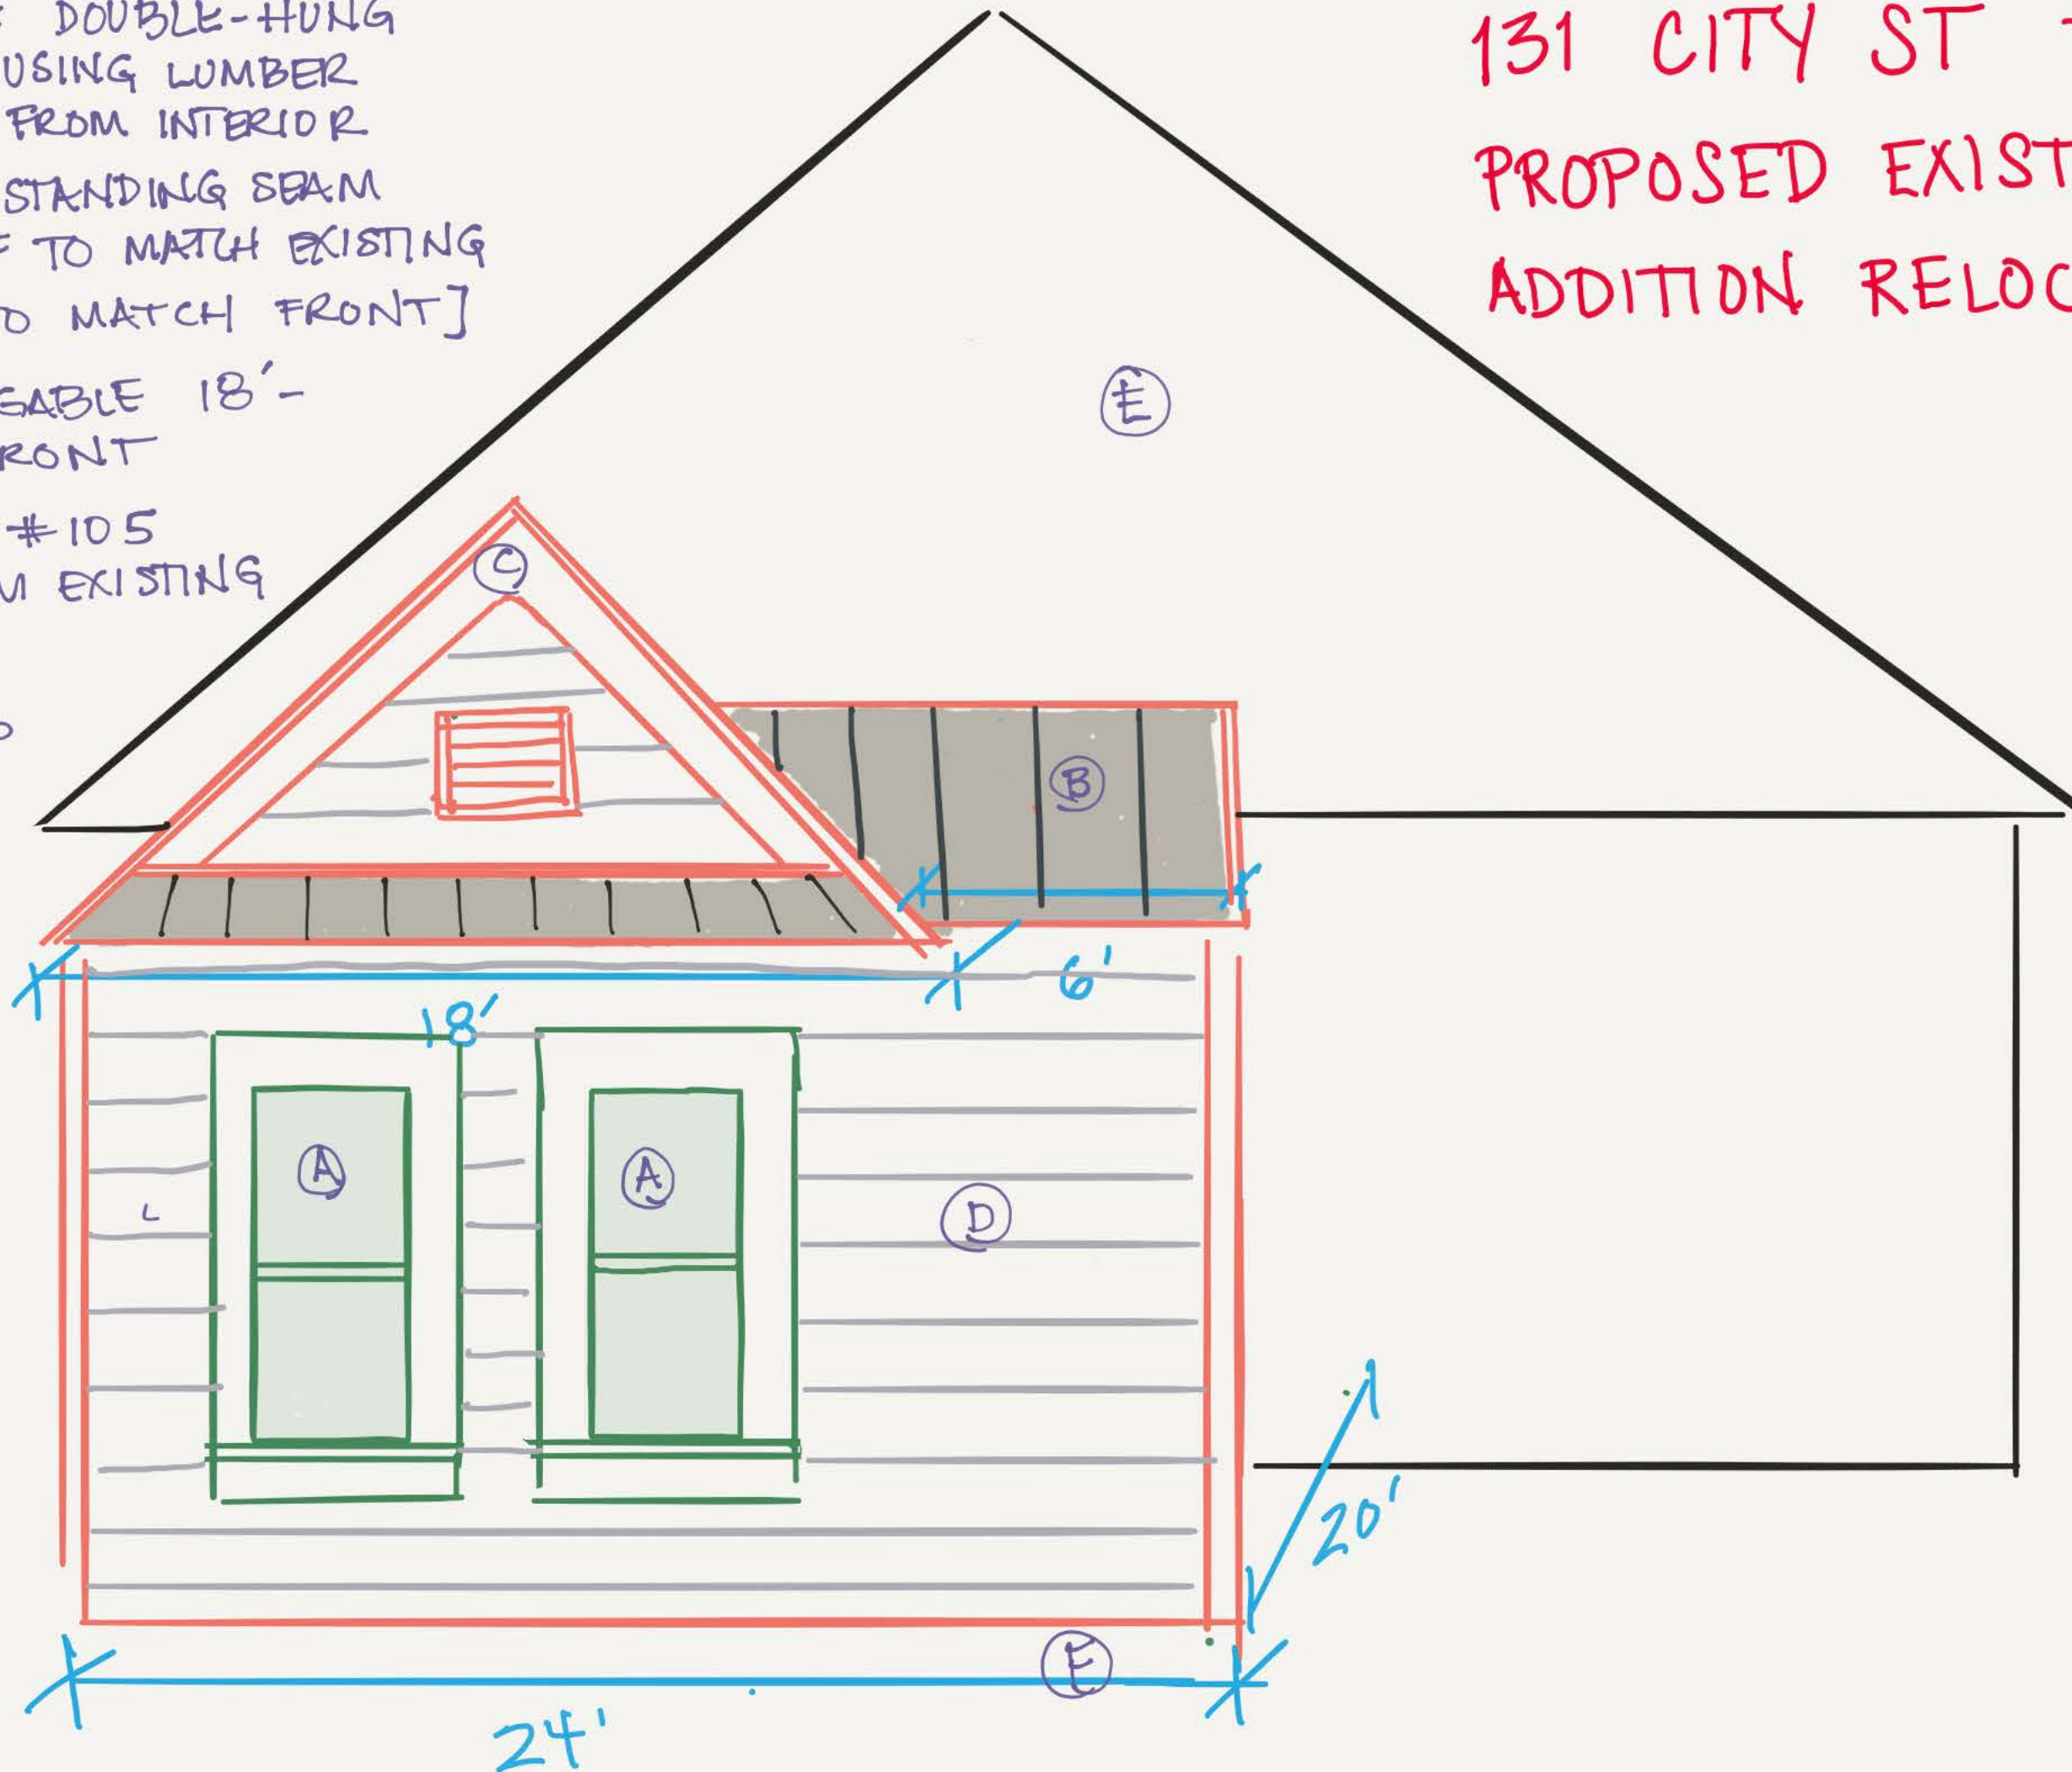 DOUBLE-HUNG
USING LUMBER
FROM INTERIOR
STANDING SEAM
TO MATCH EXISTING
MATCH FRONT]
GABLE 18'-
FRONT
#105
EXISTING
131 CITY ST
PROPOSED EXIST
ADDITION RELOC
E
C
B
6'
18'
A
A
D
20'
E
24'